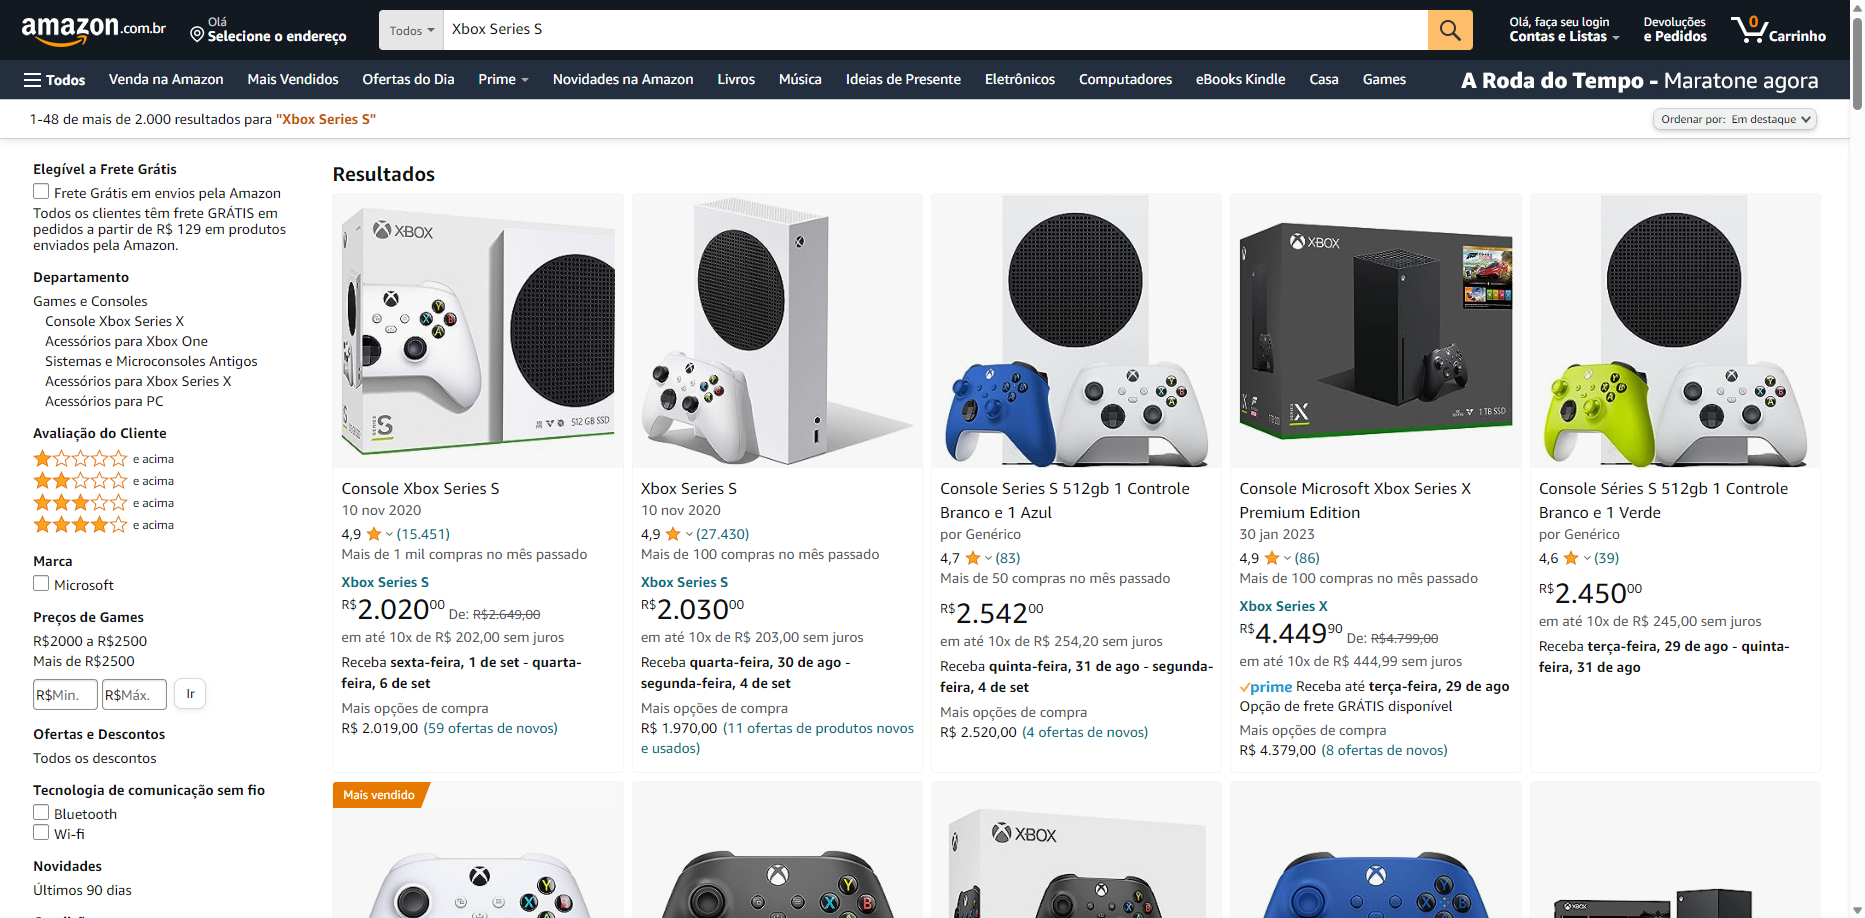 amazon.com.br
Olá
Selecione o endereço
Todos
Xbox Series S
Olá, faça seu login
Contas e Listas
Devoluções
e Pedidos
0
Carrinho
Todos
Venda na Amazon
Mais Vendidos
Ofertas do Dia
Prime
Novidades na Amazon
Livros
Música
Ideias de Presente
Eletrônicos
Computadores
eBooks Kindle
Casa
Games
A Roda do Tempo - Maratone agora
1-48 de mais de 2.000 resultados para "Xbox Series S"
Ordenar por: Em destaque
Elegível a Frete Grátis
Frete Grátis em envios pela Amazon
Todos os clientes têm frete GRÁTIS em
pedidos a partir de R$ 129 em produtos
enviados pela Amazon.
Departamento
Games e Consoles
Console Xbox Series X
Acessórios para Xbox One
Sistemas e Microconsoles Antigos
Acessórios para Xbox Series X
Acessórios para PC
Avaliação do Cliente
e acima
e acima
e acima
e acima
Marca
Microsoft
Preços de Games
R$2000 a R$2500
Mais de R$2500
R$Min.
R$Máx.
Ir
Ofertas e Descontos
Todos os descontos
Tecnologia de comunicação sem fio
Bluetooth
Wi-fi
Novidades
Últimos 90 dias
Resultados
XBOX
SERIES S
512 GB SSD
Console Xbox Series S
10 nov 2020
4,9 (15.451)
Mais de 1 mil compras no mês passado
Xbox Series S
R$2.02000 De: R$2.649,00
em até 10x de R$ 202,00 sem juros
Receba sexta-feira, 1 de set - quarta-
feira, 6 de set
Mais opções de compra
R$ 2.019,00 (59 ofertas de novos)
Xbox Series S
10 nov 2020
4,9 (27.430)
Mais de 100 compras no mês passado
Xbox Series S
R$2.03000
em até 10x de R$ 203,00 sem juros
Receba quarta-feira, 30 de ago -
segunda-feira, 4 de set
Mais opções de compra
R$ 1.970,00 (11 ofertas de produtos novos
e usados)
Console Series S 512gb 1 Controle
Branco e 1 Azul
por Genérico
4,7 (83)
Mais de 50 compras no mês passado
R$2.54200
em até 10x de R$ 254,20 sem juros
Receba quinta-feira, 31 de ago - segunda-
feira, 4 de set
Mais opções de compra
R$ 2.520,00 (4 ofertas de novos)
XBOX
SERIES X
1 TB SSD
Console Microsoft Xbox Series X
Premium Edition
30 jan 2023
4,9 (86)
Mais de 100 compras no mês passado
Xbox Series X
R$4.44990 De: R$4.799,00
em até 10x de R$ 444,99 sem juros
prime Receba até terça-feira, 29 de ago
Opção de frete GRÁTIS disponível
Mais opções de compra
R$ 4.379,00 (8 ofertas de novos)
Console Séries S 512gb 1 Controle
Branco e 1 Verde
por Genérico
4,6 (39)
R$2.45000
em até 10x de R$ 245,00 sem juros
Receba terça-feira, 29 de ago - quinta-
feira, 31 de ago
Mais vendido
XBOX
XBOX